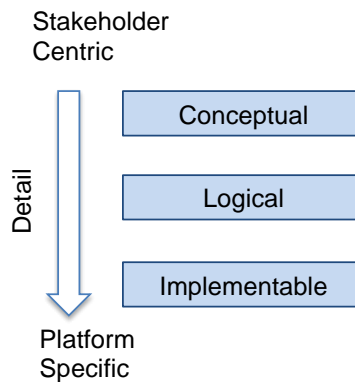 Stakeholder
Centric
Conceptual
Detail
Logical
Implementable
Platform
Specific